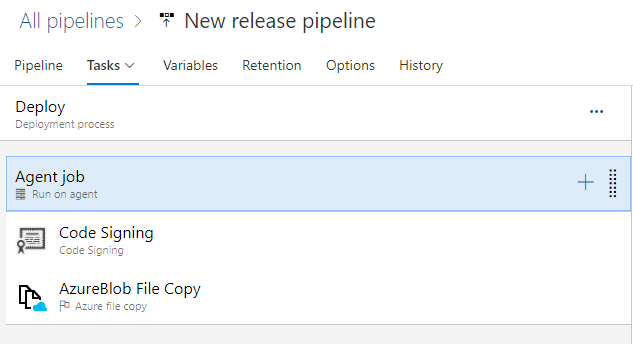 All pipelines > New release pipeline
Pipeline Tasks Variables Retention Options History
Deploy
Deployment process
...
Agent job
Run on agent
Code Signing
Code Signing
AzureBlob File Copy
Azure file copy